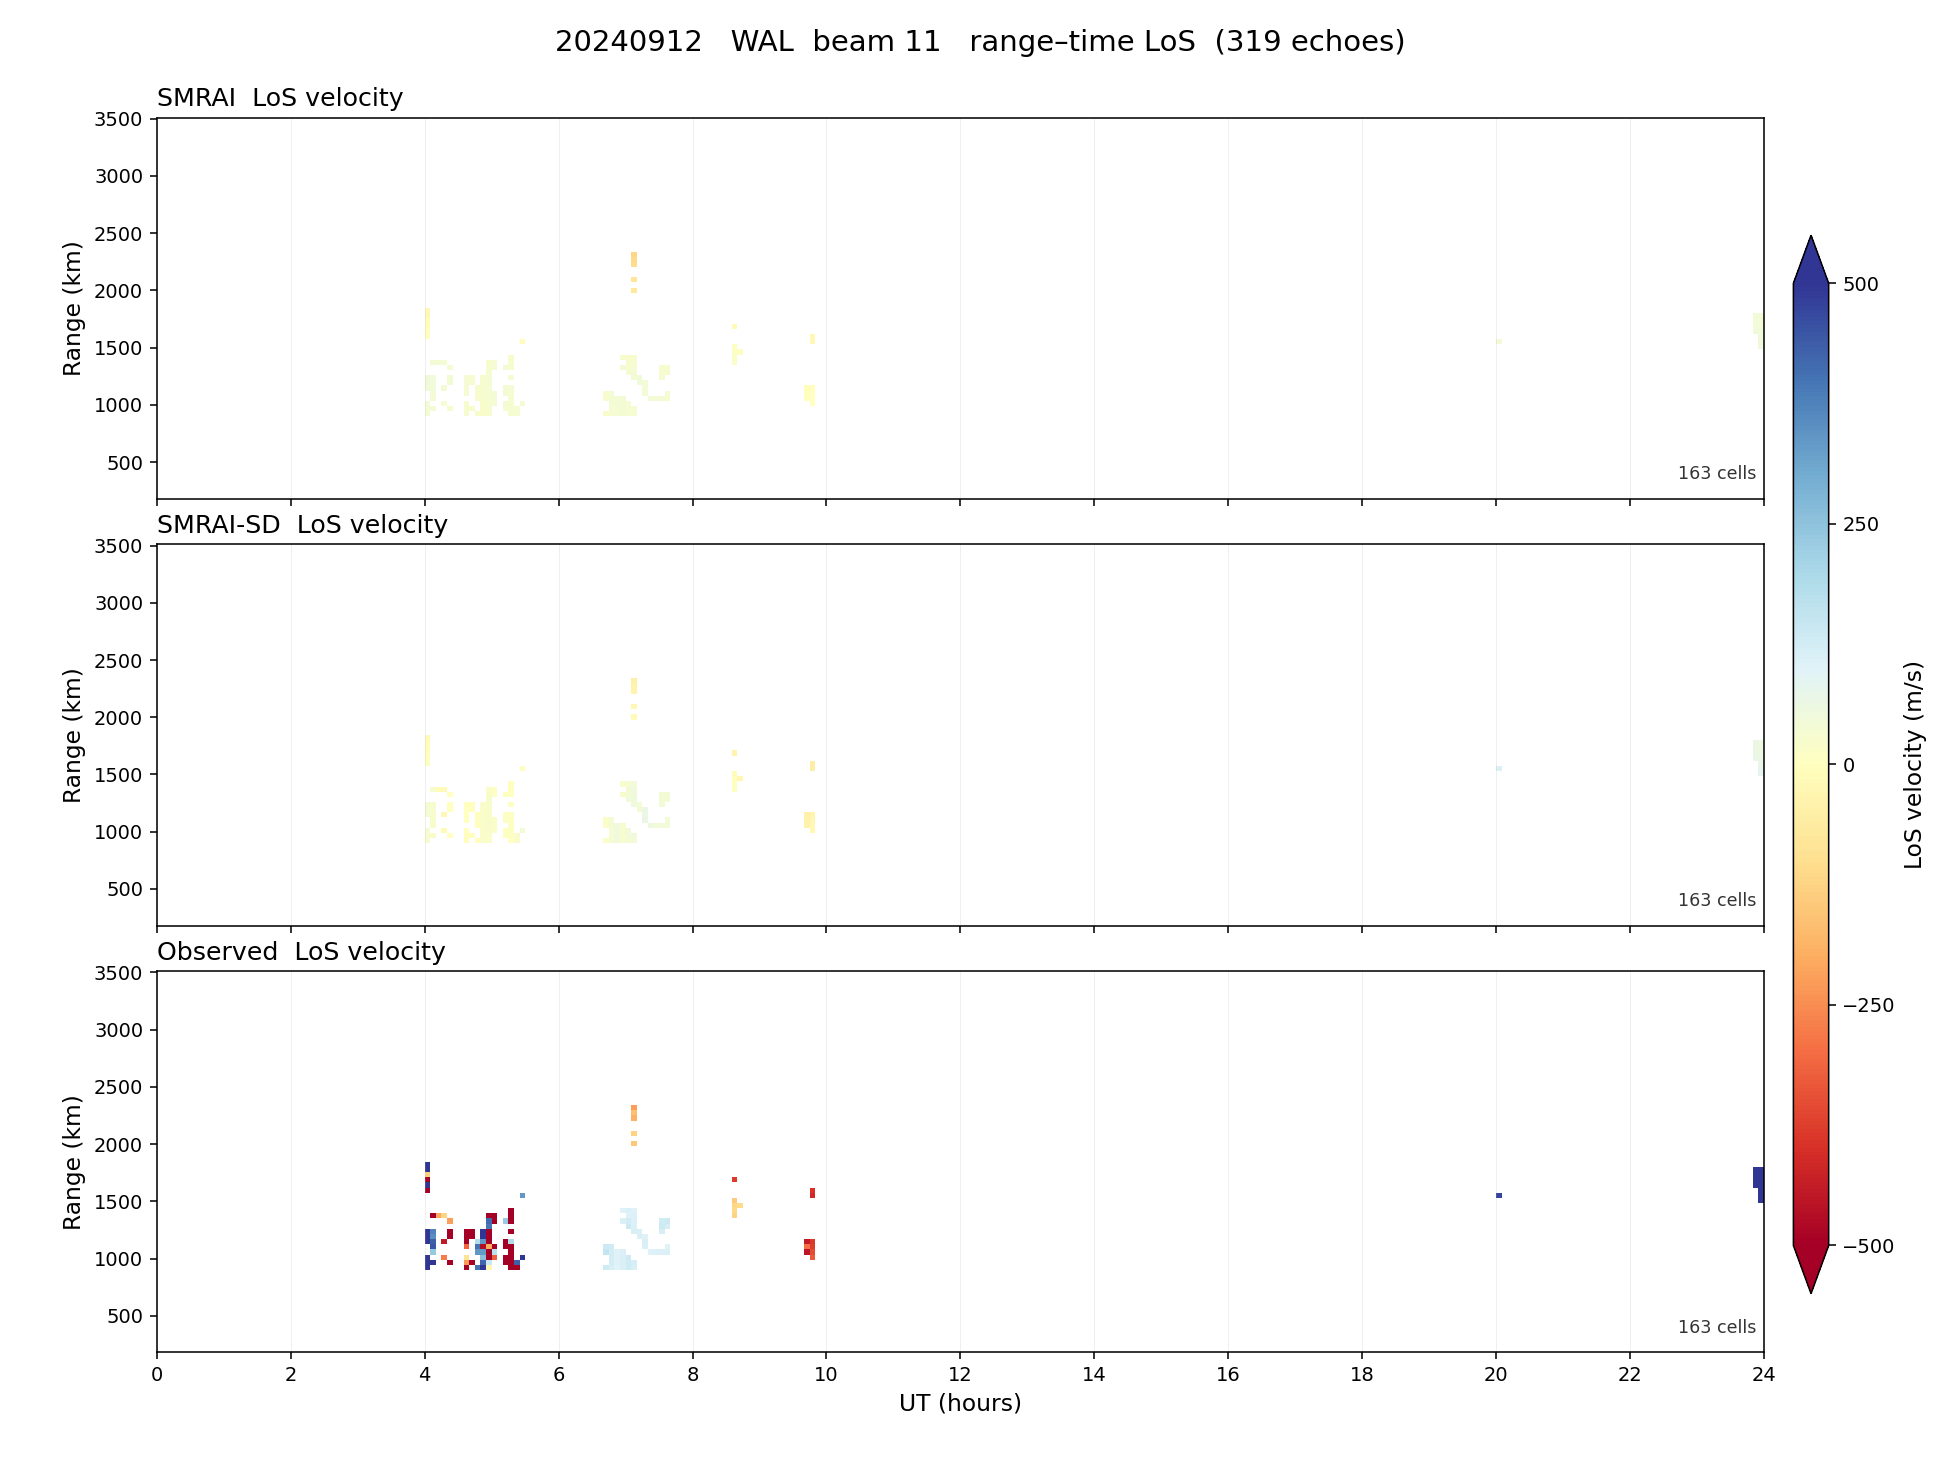 20240912   WAL  beam 11   range–time LoS  (319 echoes)
SMRAI  LoS velocity
3500
3000
2500
2000
1500
1000
500
Range (km)
163 cells
SMRAI-SD  LoS velocity
3500
3000
2500
2000
1500
1000
500
Range (km)
163 cells
Observed  LoS velocity
3500
3000
2500
2000
1500
1000
500
Range (km)
163 cells
0 2 4 6 8 10 12 14 16 18 20 22 24
UT (hours)
500
250
0
−250
−500
LoS velocity (m/s)